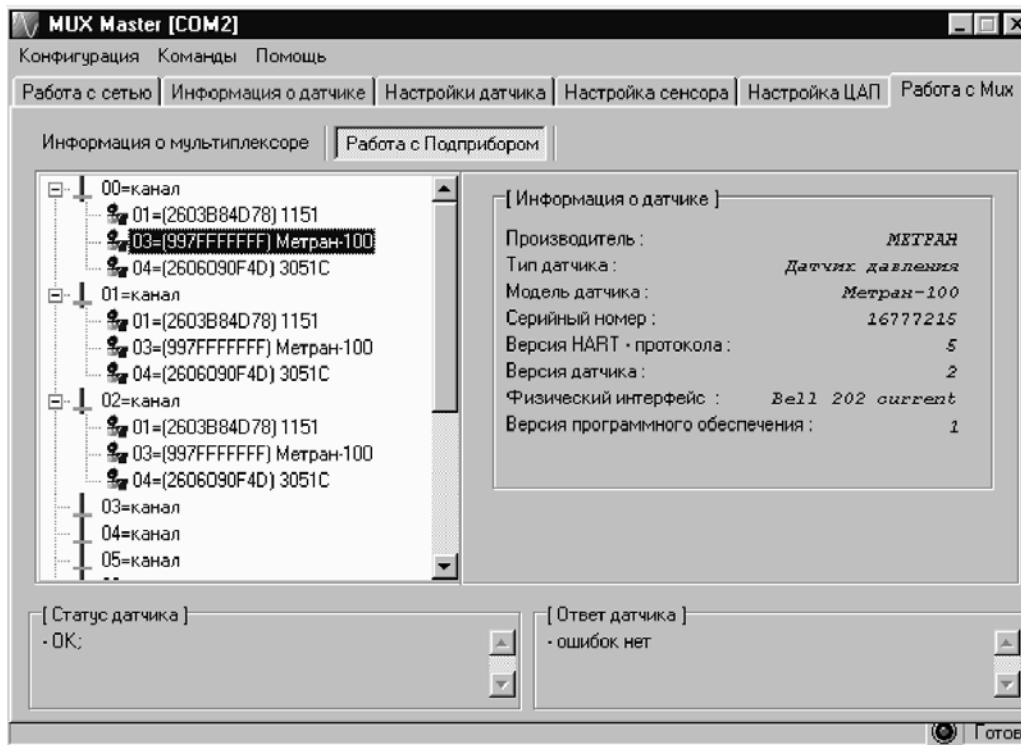 MUX Master [COM2]
Конфигурация Команды Помощь
Работа с сетью Информация о датчике Настройки датчика Настройка сенсора Настройка ЦАП Работа с Mux
Информация о мультиплексоре Работа с Подприбором
00=канал
01=(2603B84D78) 1151
03=(997FFFFFFF) Метран-100
04=(2606090F4D) 3051C
01=канал
01=(2603B84D78) 1151
03=(997FFFFFFF) Метран-100
04=(2606090F4D) 3051C
02=канал
01=(2603B84D78) 1151
03=(997FFFFFFF) Метран-100
04=(2606090F4D) 3051C
03=канал
04=канал
05=канал
[ Информация о датчике ]
Производитель : МЕТРАН
Тип датчика : Датчик давления
Модель датчика : Метран-100
Серийный номер : 16777215
Версия HART - протокола : 5
Версия датчика : 2
Физический интерфейс : Bell 202 current
Версия программного обеспечения : 1
[ Статус датчика ]
- OK;
[ Ответ датчика ]
- ошибок нет
Готов